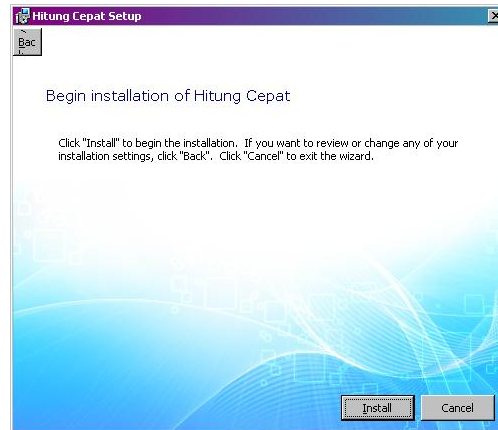 Hitung Cepat Setup
Bac
Begin installation of Hitung Cepat
Click "Install" to begin the installation. If you want to review or change any of your
installation settings, click "Back". Click "Cancel" to exit the wizard.
Install Cancel